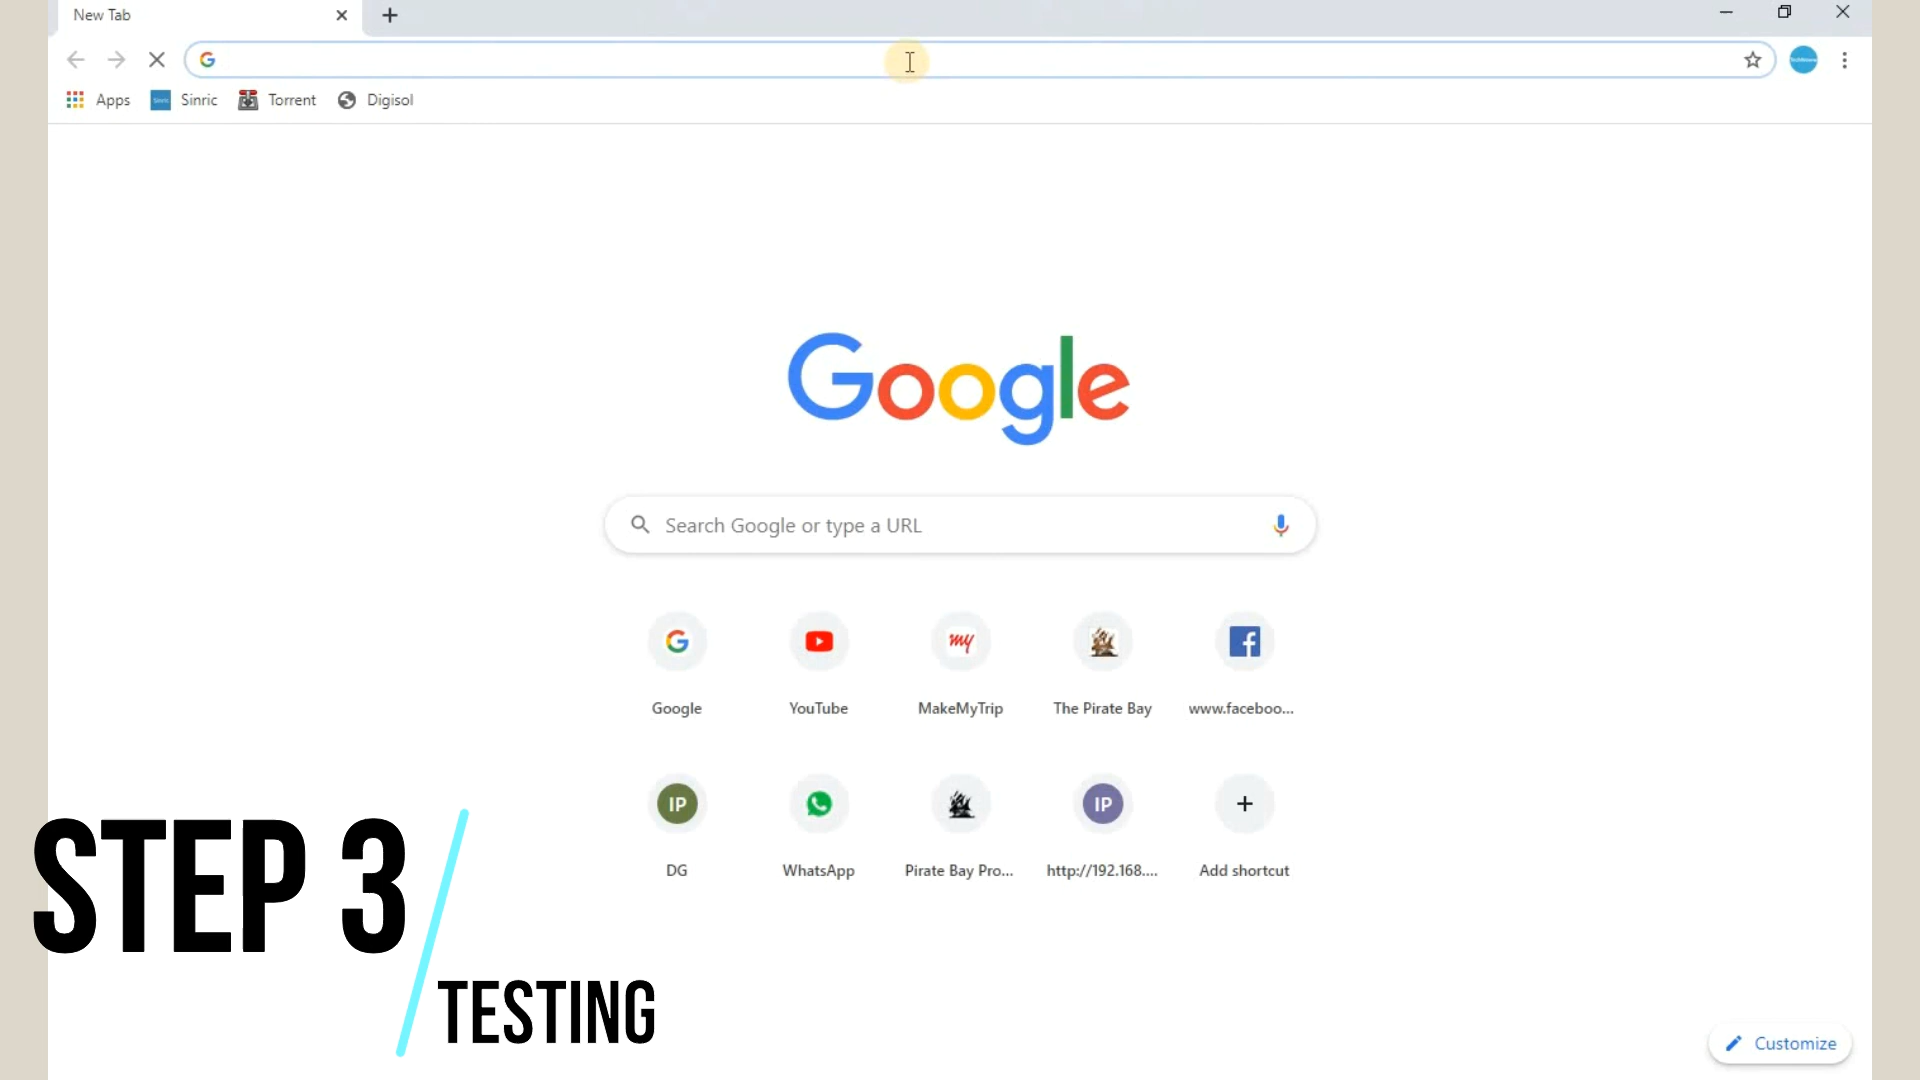 New Tab
Apps Sinric Torrent Digisol
Google
Search Google or type a URL
Google YouTube MakeMyTrip The Pirate Bay www.faceboo...
IP IP
DG WhatsApp Pirate Bay Pro... http://192.168.... Add shortcut
STEP 3
TESTING
Customize